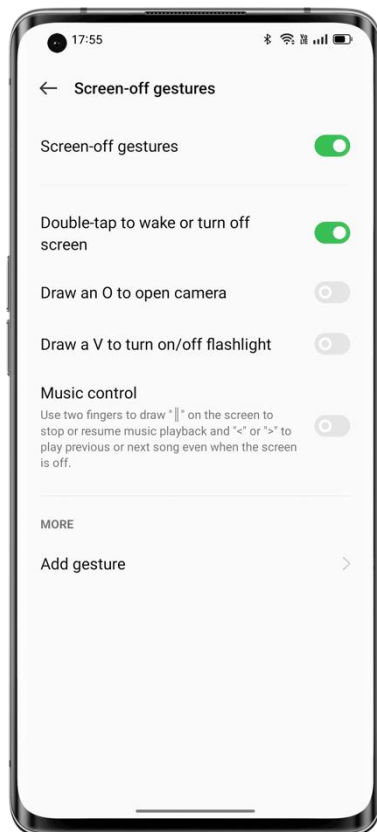 17:55
Screen-off gestures
Screen-off gestures
Double-tap to wake or turn off
screen
Draw an O to open camera
Draw a V to turn on/off flashlight
Music control
Use two fingers to draw "||" on the screen to
stop or resume music playback and "<" or ">" to
play previous or next song even when the screen
is off.
MORE
Add gesture